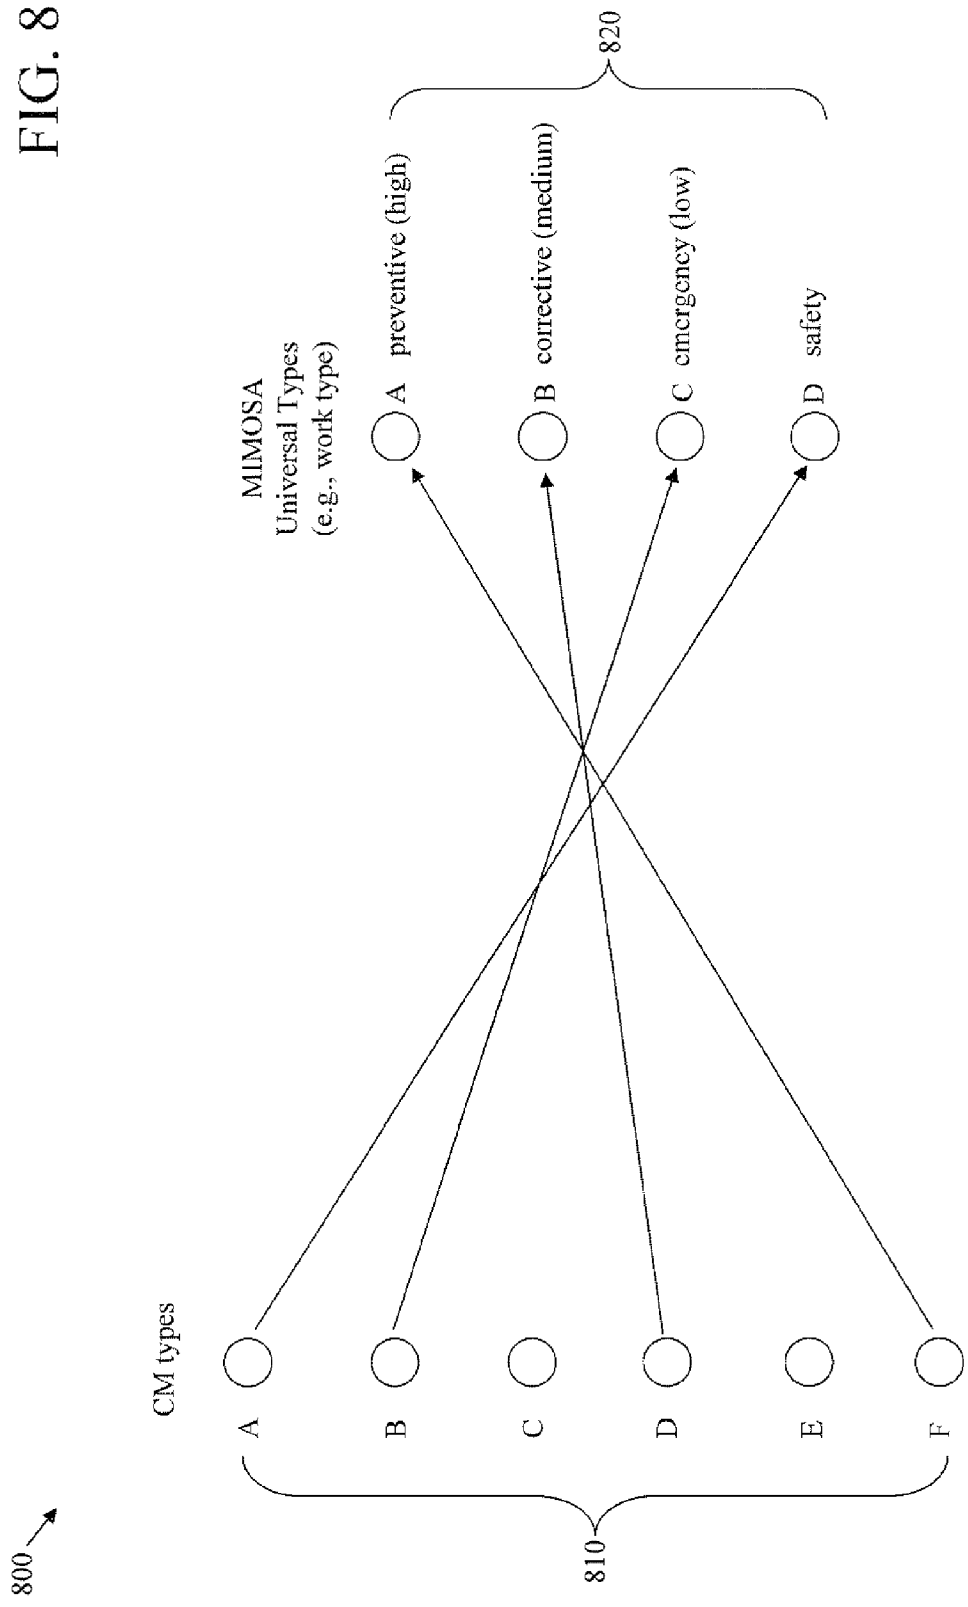 FIG. 8
800
CM types
MIMOSA
Universal Types
(e.g., work type)
A
B
C
D
E
F
810
A preventive (high)
B corrective (medium)
C emergency (low)
D safety
820